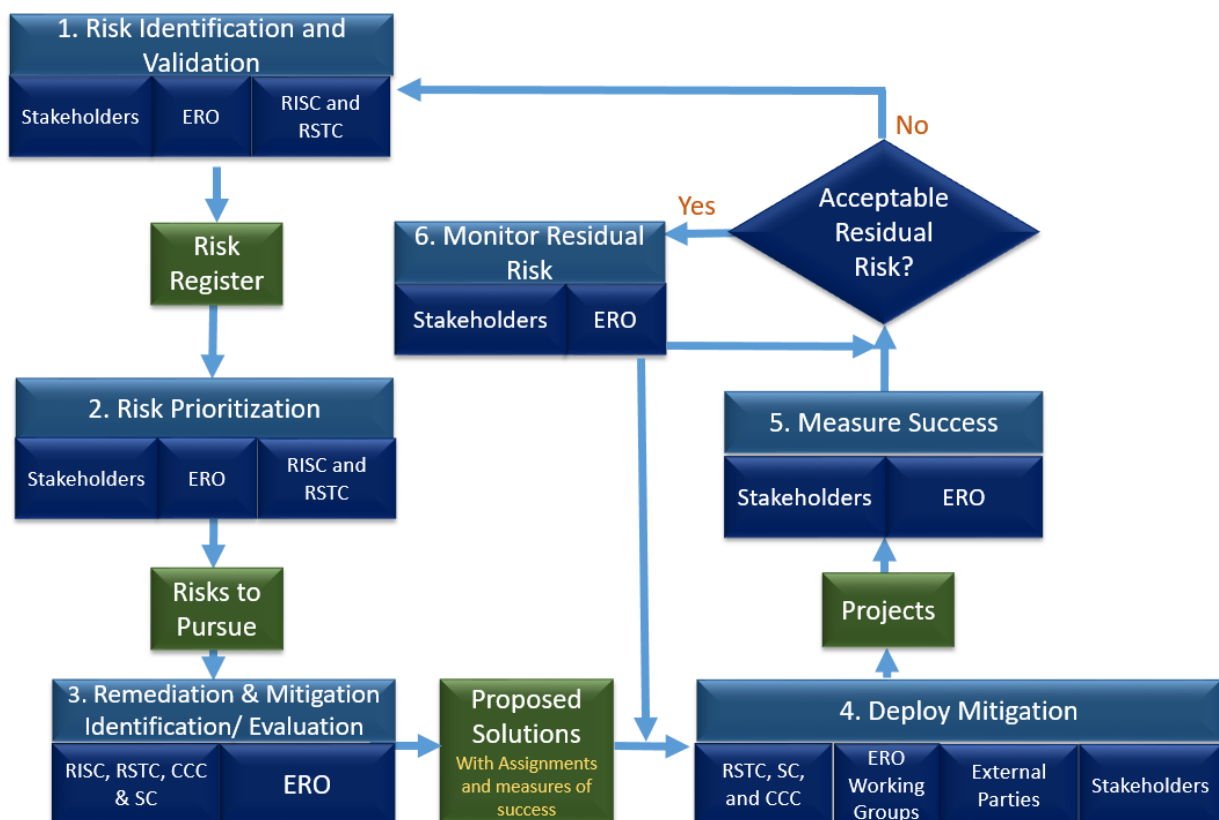 1. Risk Identification and
Validation
Stakeholders
ERO
RISC and
RSTC
Risk
Register
2. Risk Prioritization
Stakeholders
ERO
RISC and
RSTC
Risks to
Pursue
3. Remediation & Mitigation
Identification/ Evaluation
RISC, RSTC, CCC
& SC
ERO
Proposed
Solutions
With Assignments
and measures of
success
4. Deploy Mitigation
RSTC, SC,
and CCC
ERO
Working
Groups
External
Parties
Stakeholders
Projects
5. Measure Success
Stakeholders
ERO
Acceptable
Residual
Risk?
No
Yes
6. Monitor Residual
Risk
Stakeholders
ERO